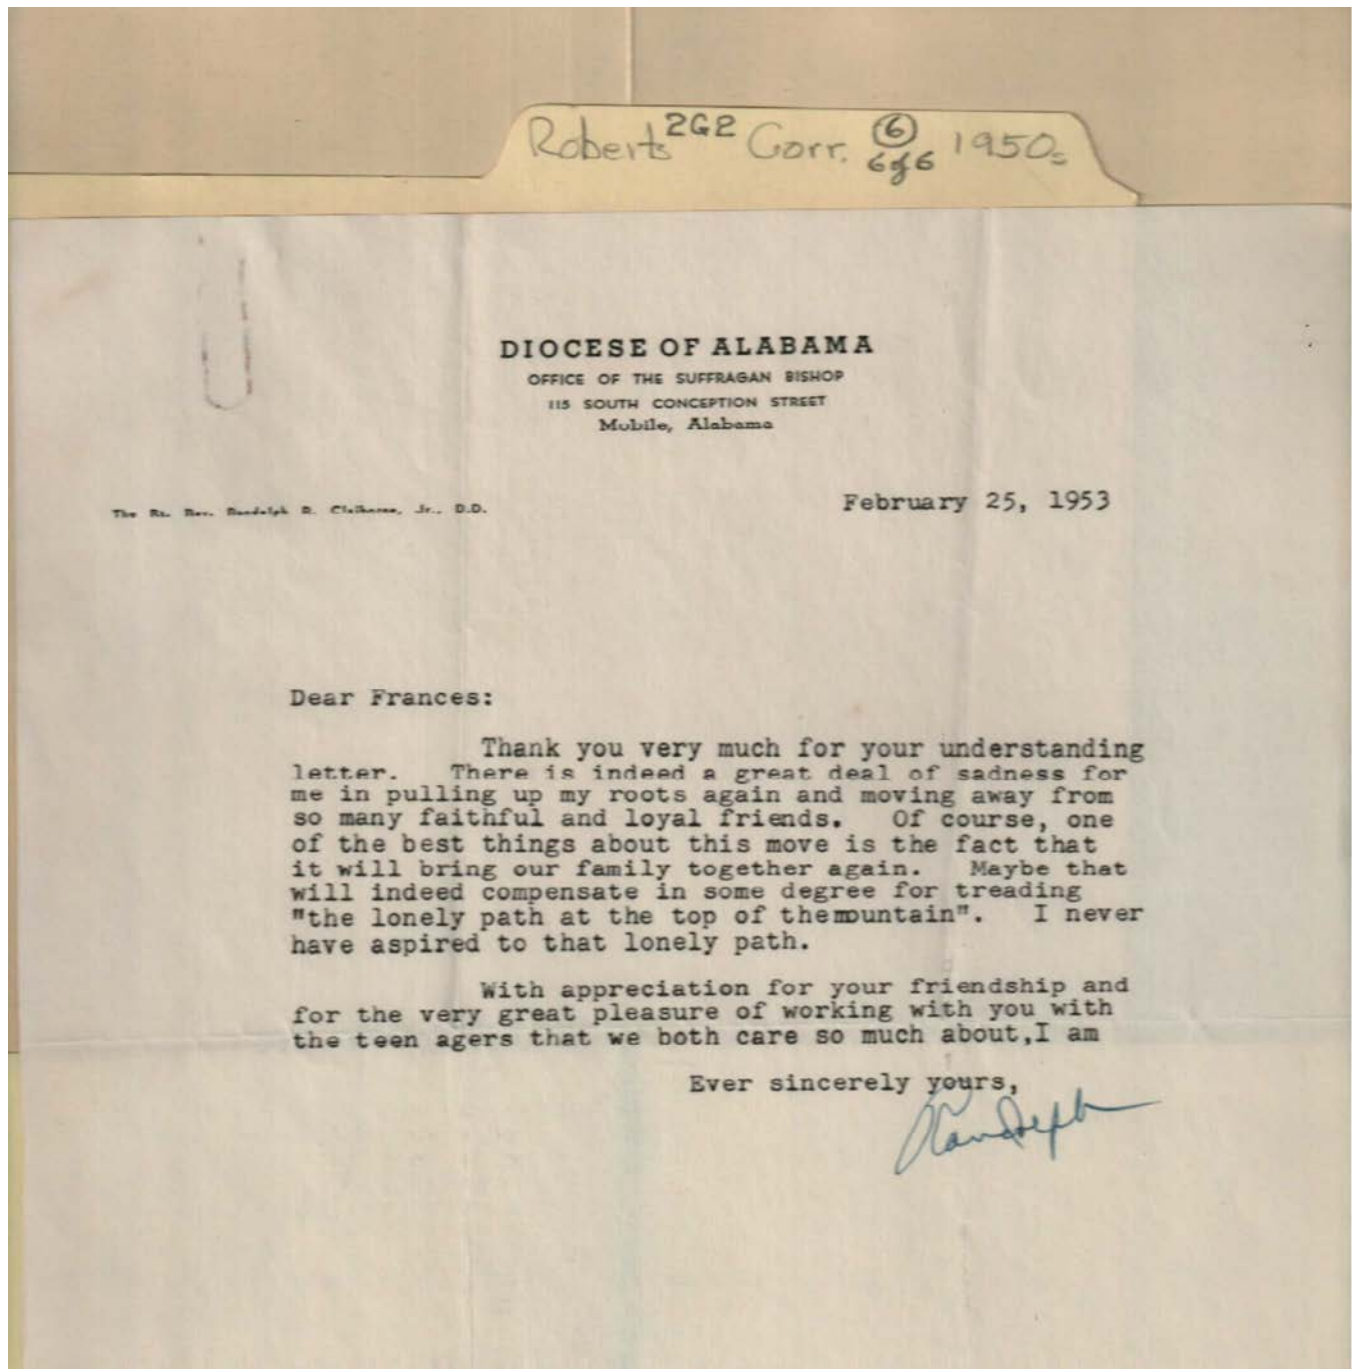 Roberts 2G2 Corr. 6 6 of 6 1950s
DIOCESE OF ALABAMA
OFFICE OF THE SUFFRAGAN BISHOP
115 SOUTH CONCEPTION STREET
Mobile, Alabama
The Rt. Rev. Randolph R. Claiborne, Jr., D.D.
February 25, 1953
Dear Frances:
Thank you very much for your understanding
letter. There is indeed a great deal of sadness for
me in pulling up my roots again and moving away from
so many faithful and loyal friends. Of course, one
of the best things about this move is the fact that
it will bring our family together again. Maybe that
will indeed compensate in some degree for treading
"the lonely path at the top of themountain". I never
have aspired to that lonely path.
With appreciation for your friendship and
for the very great pleasure of working with you with
the teen agers that we both care so much about,I am
Ever sincerely yours,
Randolph